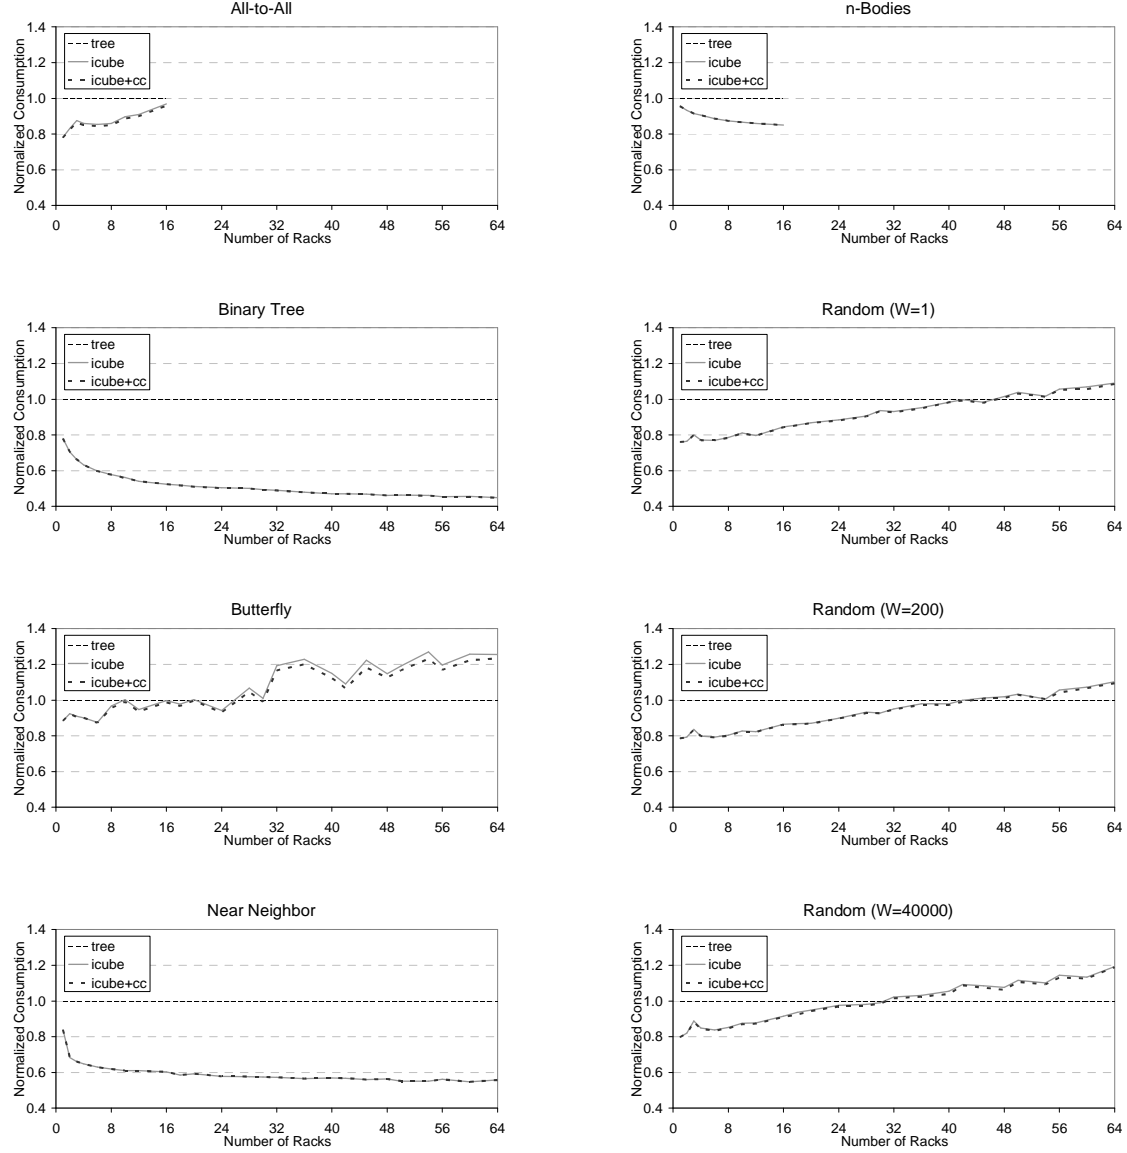 All-to-All
1.4
1.2
1.0
0.8
0.6
0.4
Normalized Consumption
tree
icube
icube+cc
0 8 16 24 32 40 48 56 64
Number of Racks
n-Bodies
1.4
1.2
1.0
0.8
0.6
0.4
Normalized Consumption
tree
icube
icube+cc
0 8 16 24 32 40 48 56 64
Number of Racks
Binary Tree
1.4
1.2
1.0
0.8
0.6
0.4
Normalized Consumption
tree
icube
icube+cc
0 8 16 24 32 40 48 56 64
Number of Racks
Random (W=1)
1.4
1.2
1.0
0.8
0.6
0.4
Normalized Consumption
tree
icube
icube+cc
0 8 16 24 32 40 48 56 64
Number of Racks
Butterfly
1.4
1.2
1.0
0.8
0.6
0.4
Normalized Consumption
tree
icube
icube+cc
0 8 16 24 32 40 48 56 64
Number of Racks
Random (W=200)
1.4
1.2
1.0
0.8
0.6
0.4
Normalized Consumption
tree
icube
icube+cc
0 8 16 24 32 40 48 56 64
Number of Racks
Near Neighbor
1.4
1.2
1.0
0.8
0.6
0.4
Normalized Consumption
tree
icube
icube+cc
0 8 16 24 32 40 48 56 64
Number of Racks
Random (W=40000)
1.4
1.2
1.0
0.8
0.6
0.4
Normalized Consumption
tree
icube
icube+cc
0 8 16 24 32 40 48 56 64
Number of Racks